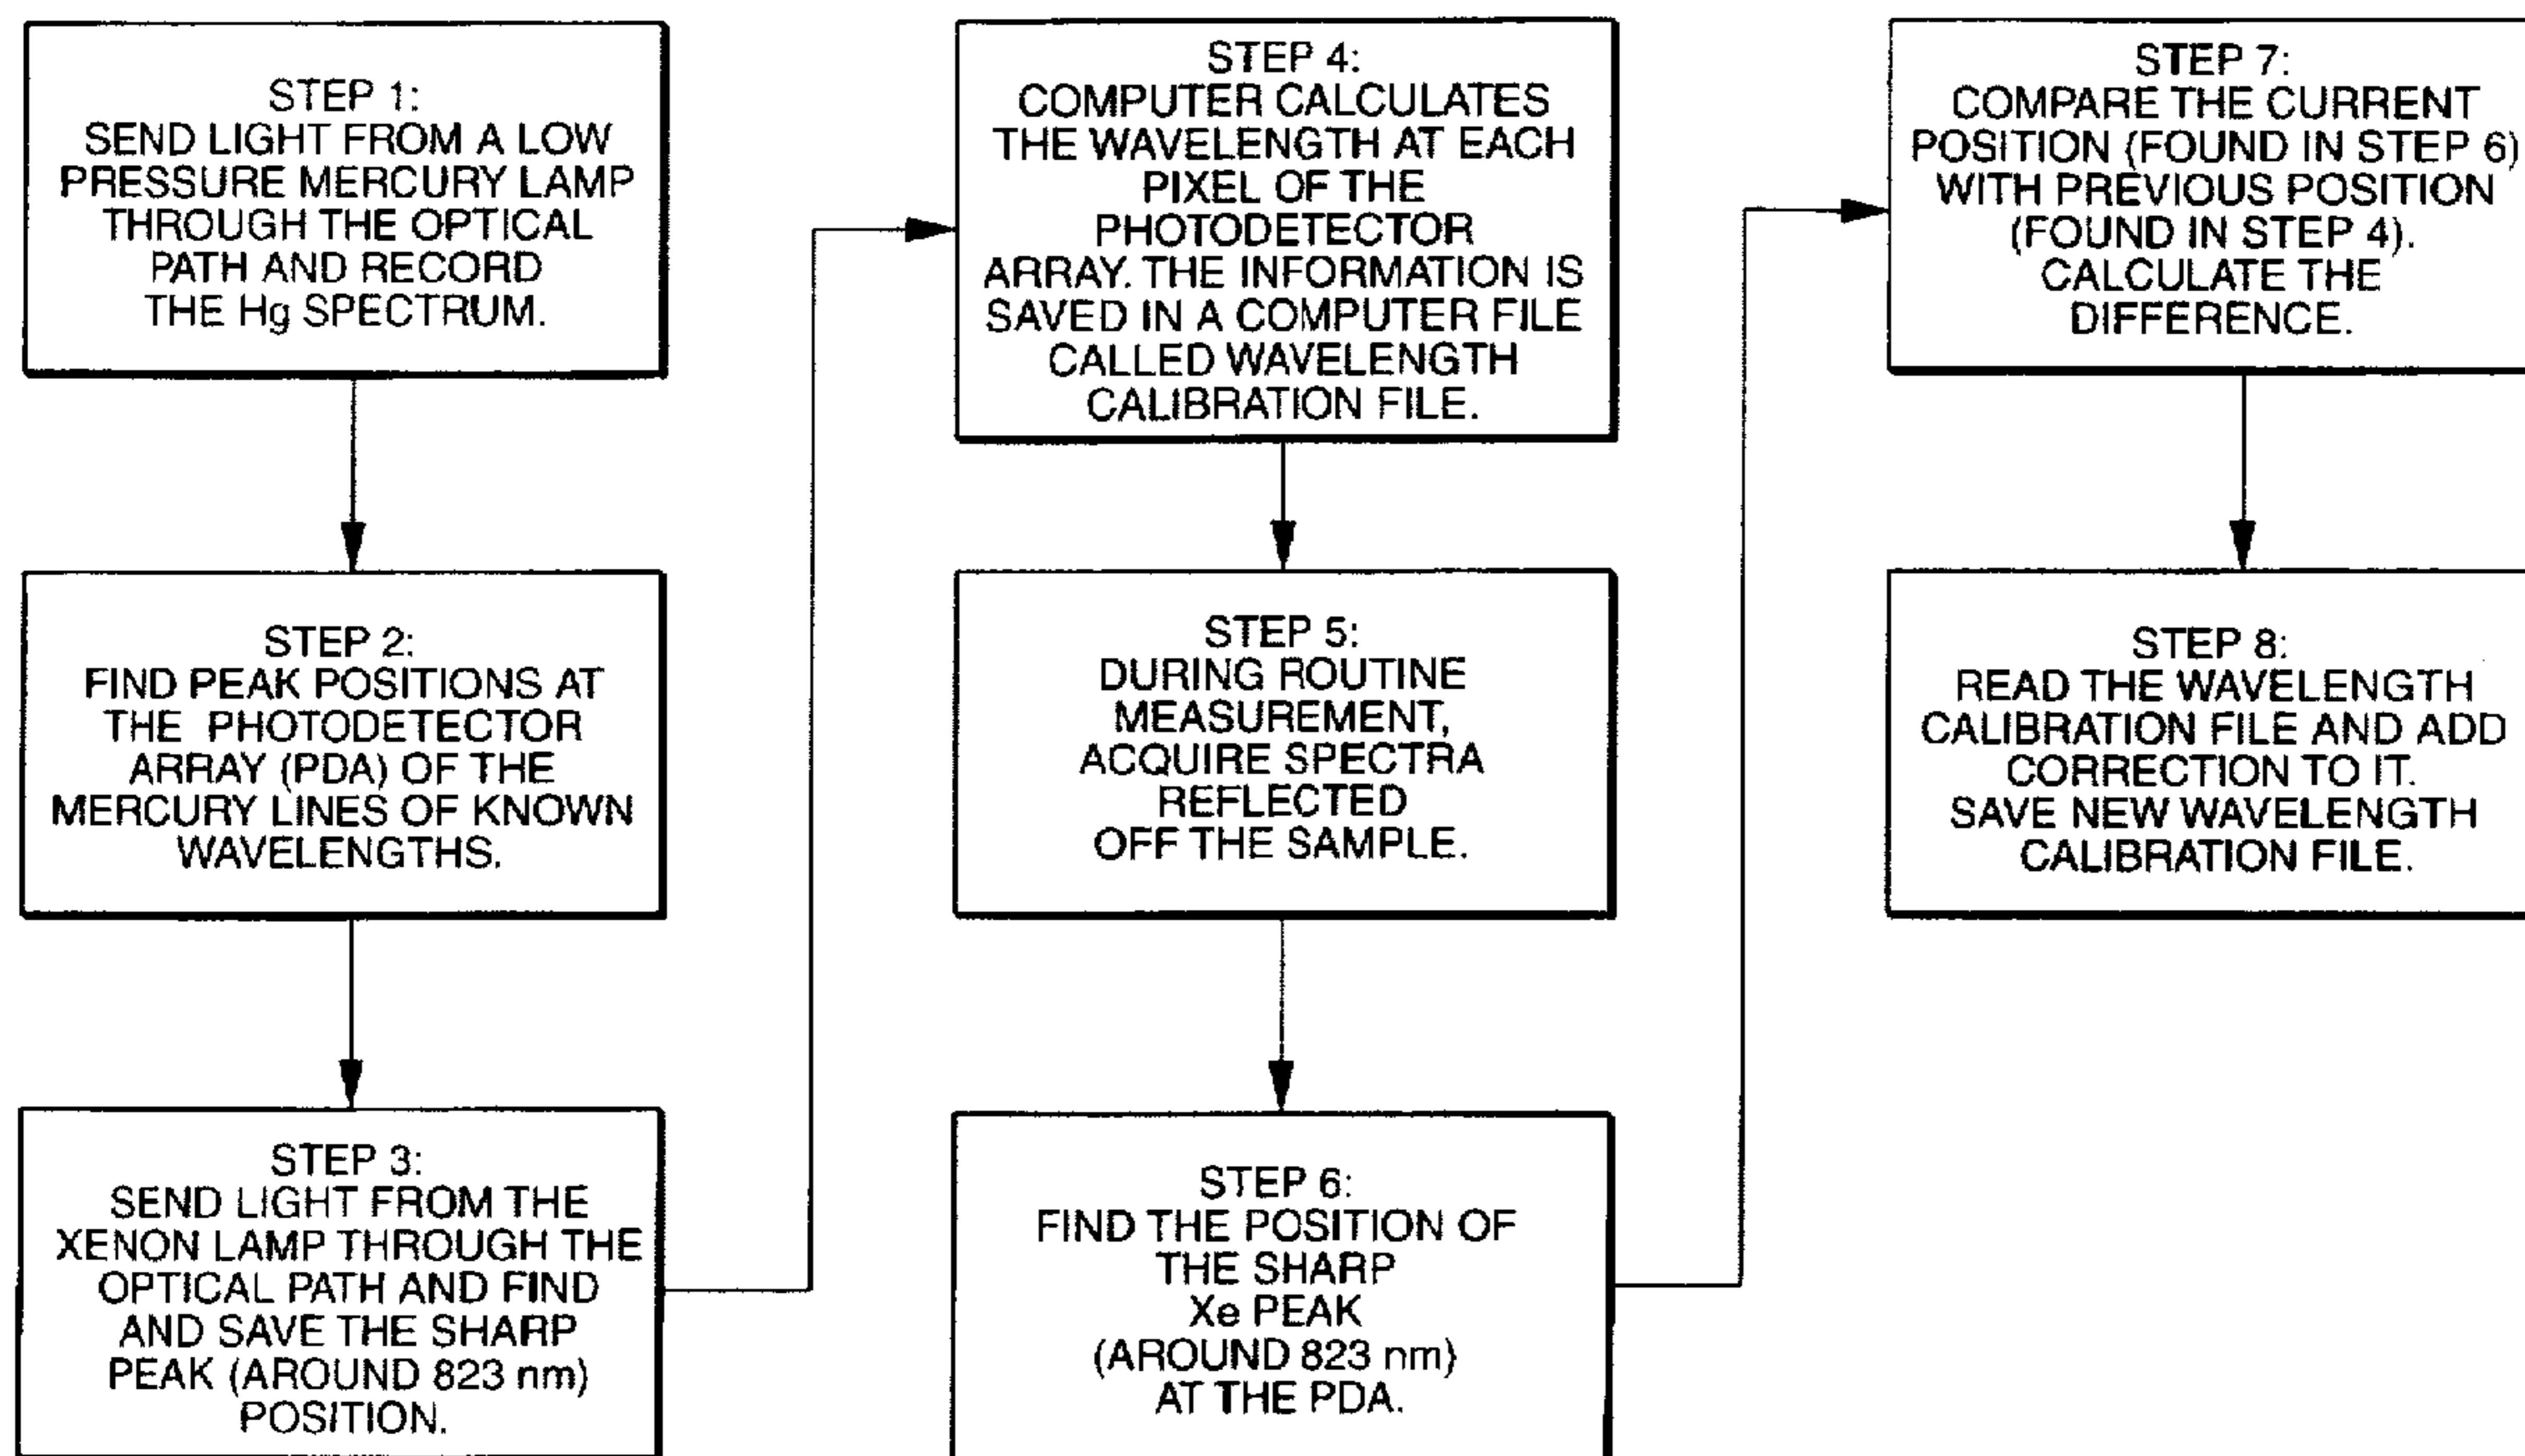 STEP 1:
SEND LIGHT FROM A LOW
PRESSURE MERCURY LAMP
THROUGH THE OPTICAL
PATH AND RECORD
THE Hg SPECTRUM.
STEP 2:
FIND PEAK POSITIONS AT
THE PHOTODETECTOR
ARRAY (PDA) OF THE
MERCURY LINES OF KNOWN
WAVELENGTHS.
STEP 3:
SEND LIGHT FROM THE
XENON LAMP THROUGH THE
OPTICAL PATH AND FIND
AND SAVE THE SHARP
PEAK (AROUND 823 nm)
POSITION.
STEP 4:
COMPUTER CALCULATES
THE WAVELENGTH AT EACH
PIXEL OF THE
PHOTODETECTOR
ARRAY. THE INFORMATION IS
SAVED IN A COMPUTER FILE
CALLED WAVELENGTH
CALIBRATION FILE.
STEP 5:
DURING ROUTINE
MEASUREMENT,
ACQUIRE SPECTRA
REFLECTED
OFF THE SAMPLE.
STEP 6:
FIND THE POSITION OF
THE SHARP
Xe PEAK
(AROUND 823 nm)
AT THE PDA.
STEP 7:
COMPARE THE CURRENT
POSITION (FOUND IN STEP 6)
WITH PREVIOUS POSITION
(FOUND IN STEP 4).
CALCULATE THE
DIFFERENCE.
STEP 8:
READ THE WAVELENGTH
CALIBRATION FILE AND ADD
CORRECTION TO IT.
SAVE NEW WAVELENGTH
CALIBRATION FILE.